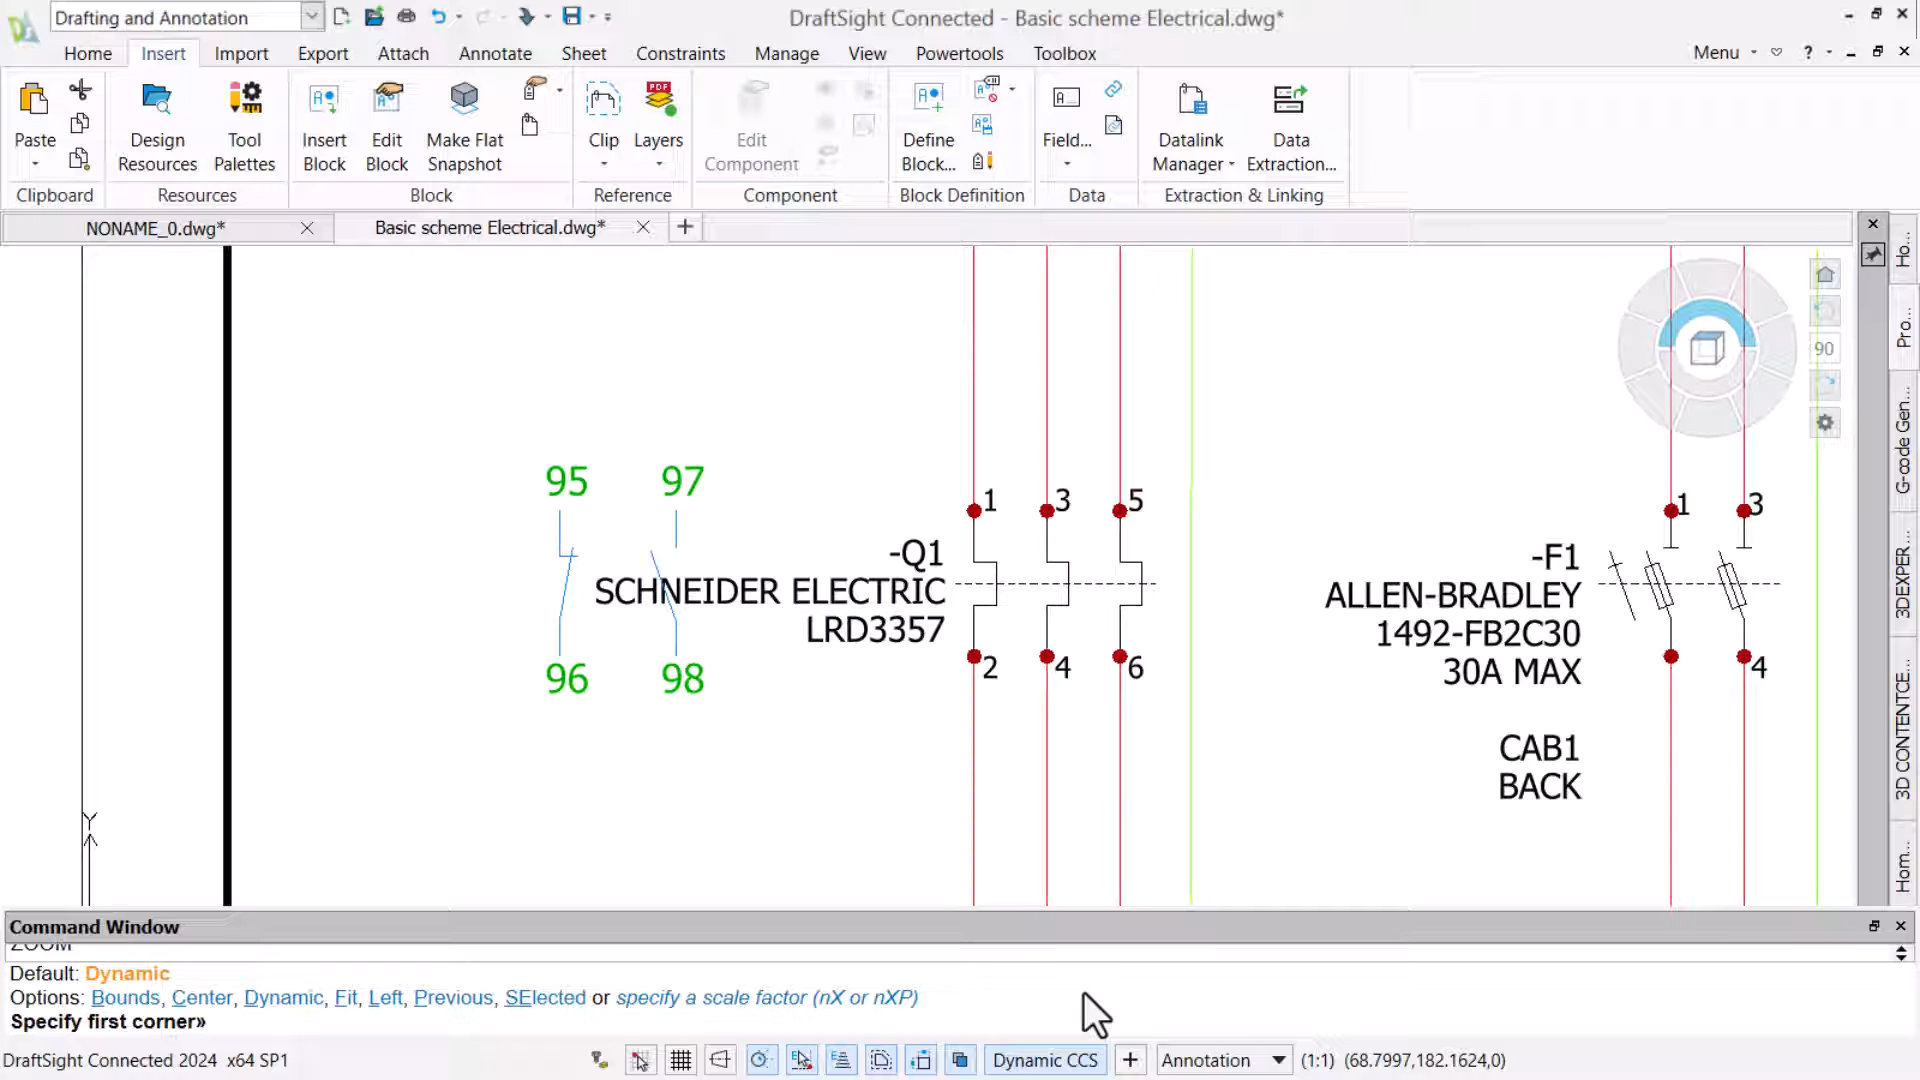 Drafting and Annotation
DraftSight Connected - Basic scheme Electrical.dwg*
Home Insert Import Export Attach Annotate Sheet Constraints Manage View Powertools Toolbox
Menu ?
Paste
Design Resources
Tool Palettes
Insert Block
Edit Block
Make Flat Snapshot
Clip
Layers
Edit Component
Define Block...
Field...
Datalink Manager
Data Extraction...
Clipboard Resources Block Reference Component Block Definition Data Extraction & Linking
NONAME_0.dwg*
Basic scheme Electrical.dwg*
Ho...
Pro...
G-code Gen...
3DEXPER ...
3D CONTENTCE...
Hom...
90
95 97
96 98
1 3 5
-Q1
SCHNEIDER ELECTRIC
LRD3357
2 4 6
1 3
-F1
ALLEN-BRADLEY
1492-FB2C30
30A MAX
4
CAB1
BACK
Y
Command Window
ZOOM
Default: Dynamic
Options: Bounds, Center, Dynamic, Fit, Left, Previous, SElected or specify a scale factor (nX or nXP)
Specify first corner»
DraftSight Connected 2024 x64 SP1
Dynamic CCS
Annotation
(1:1) (68.7997,182.1624,0)